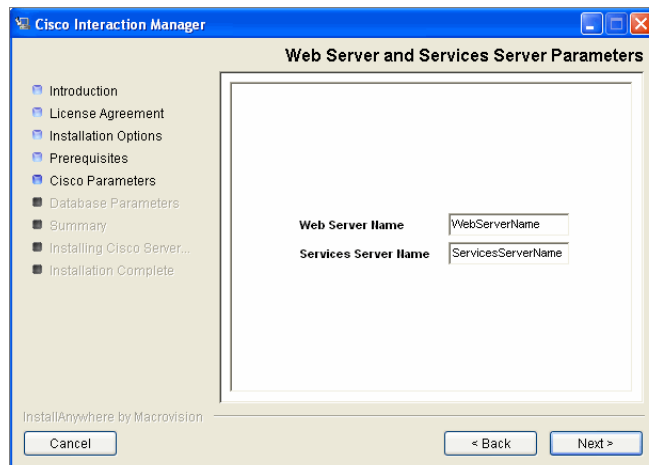 Cisco Interaction Manager
Web Server and Services Server Parameters
Introduction
License Agreement
Installation Options
Prerequisites
Cisco Parameters
Database Parameters
Summary
Installing Cisco Server...
Installation Complete
Web Server Name WebServerName
Services Server Name ServicesServerName
InstallAnywhere by Macrovision
Cancel < Back Next >